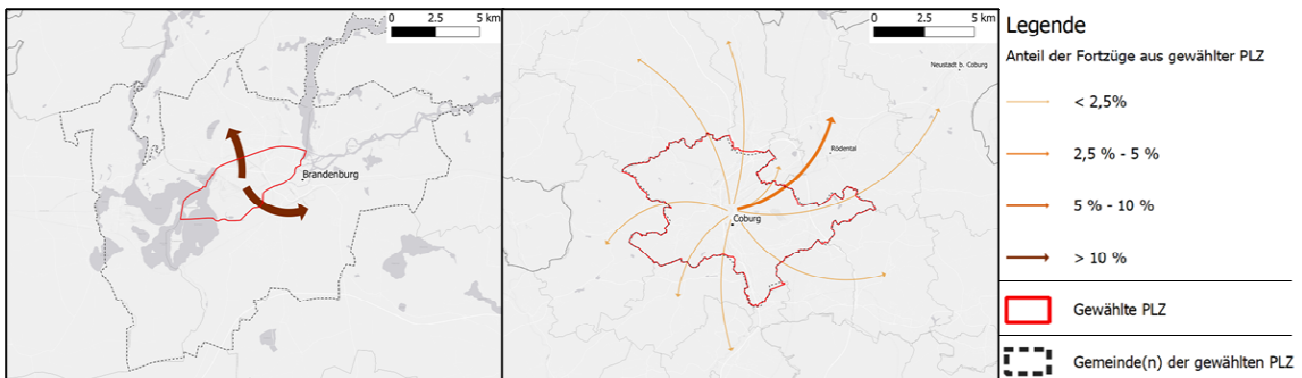 0 2.5 5 km
Brandenburg
0 2.5 5 km
Neustadt b. Coburg
Rödental
Coburg
Legende
Anteil der Fortzüge aus gewählter PLZ
< 2,5%
2,5 % - 5 %
5 % - 10 %
> 10 %
Gewählte PLZ
Gemeinde(n) der gewählten PLZ